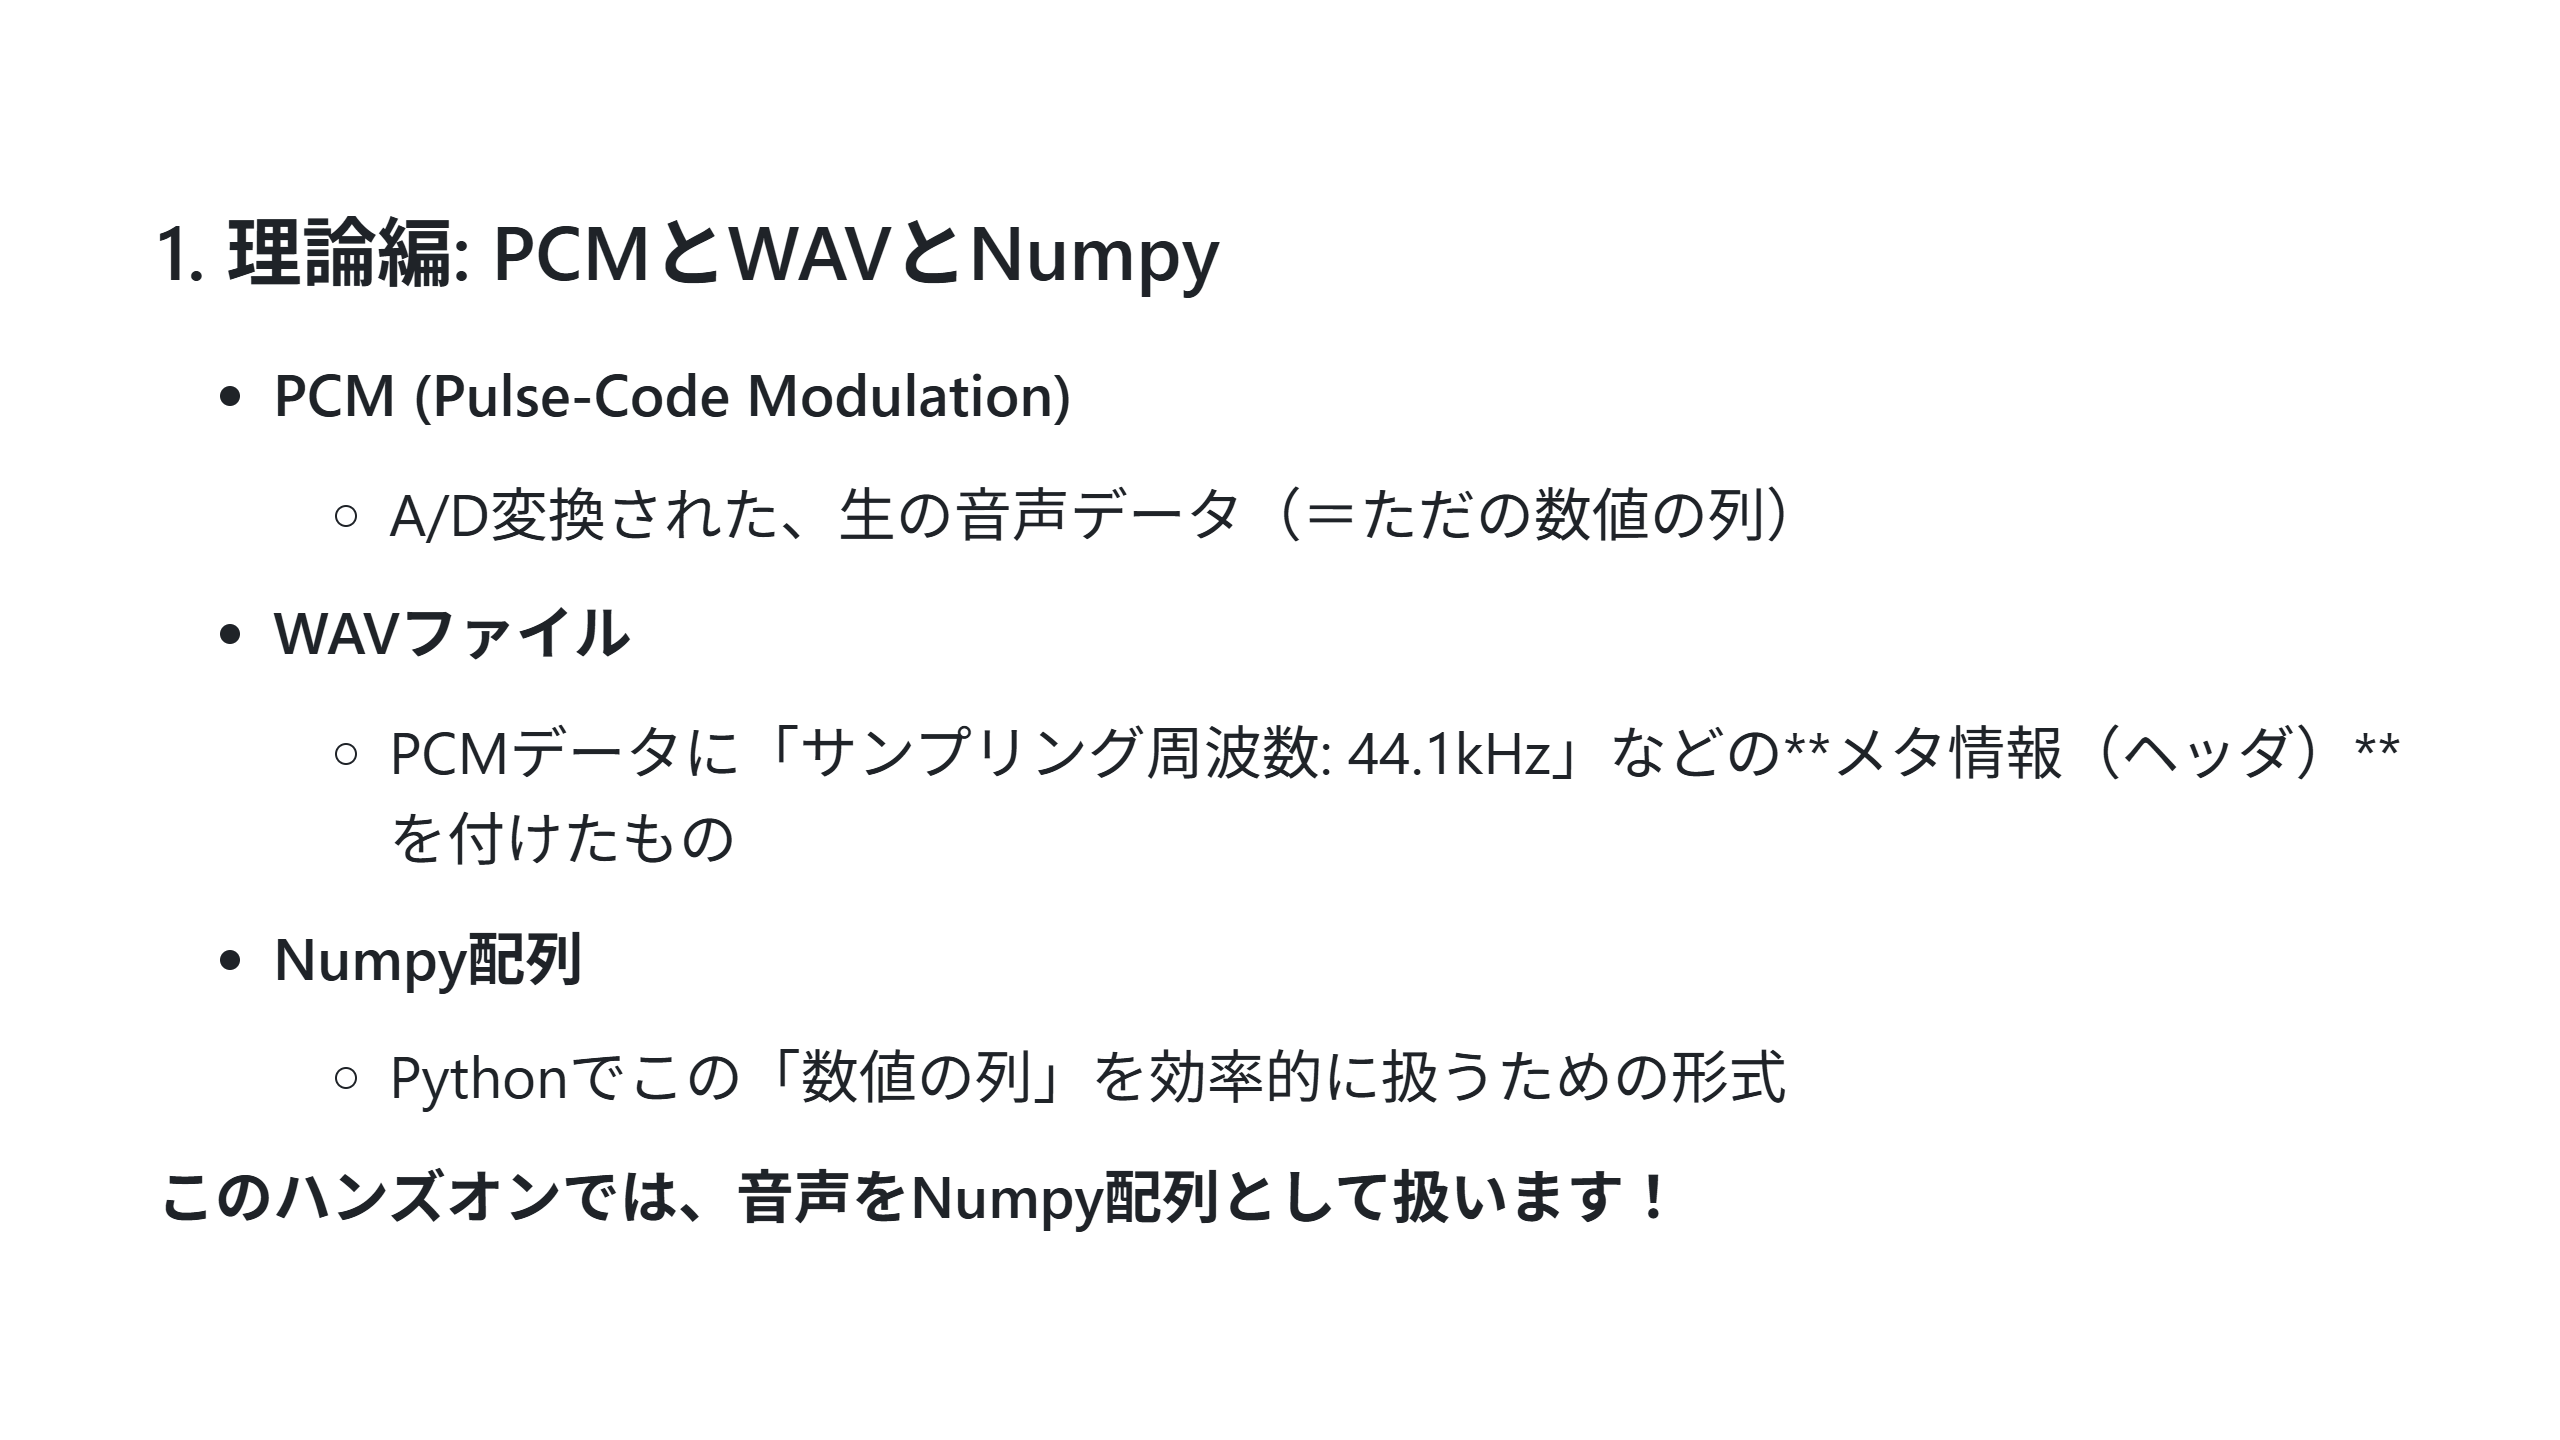 1. 理論編: PCMとWAVとNumpy
• PCM (Pulse-Code Modulation)
◦ A/D変換された、生の音声データ（＝ただの数値の列）
• WAVファイル
◦ PCMデータに「サンプリング周波数: 44.1kHz」などの**メタ情報（ヘッダ）**
を付けたもの
• Numpy配列
◦ Pythonでこの「数値の列」を効率的に扱うための形式
このハンズオンでは、音声をNumpy配列として扱います！